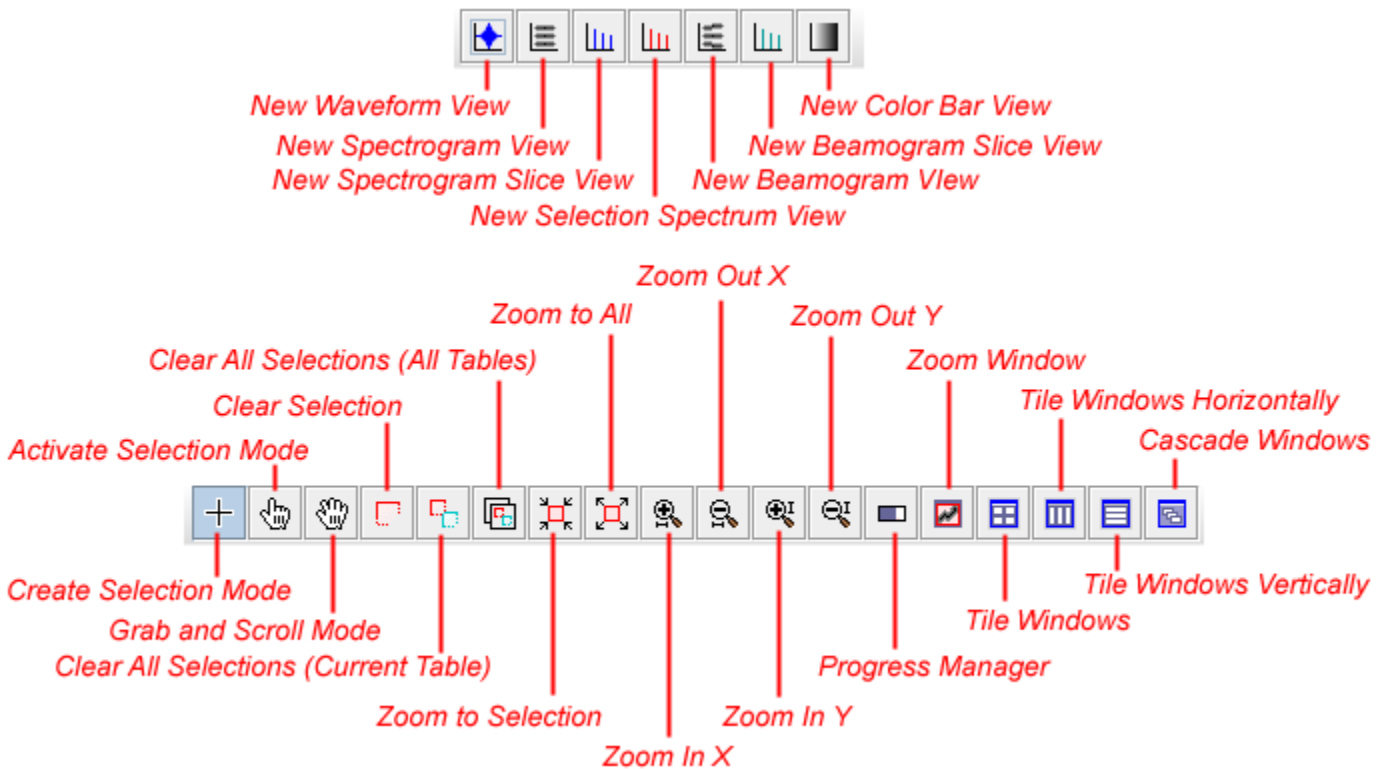 New Waveform View
New Color Bar View
New Spectrogram View
New Beamogram Slice View
New Spectrogram Slice View
New Beamogram VIew
New Selection Spectrum View
Zoom Out X
Zoom to All
Zoom Out Y
Clear All Selections (All Tables)
Zoom Window
Tile Windows Horizontally
Clear Selection
Cascade Windows
Activate Selection Mode
Create Selection Mode
Tile Windows Vertically
Tile Windows
Grab and Scroll Mode
Clear All Selections (Current Table)
Progress Manager
Zoom to Selection
Zoom In Y
Zoom In X